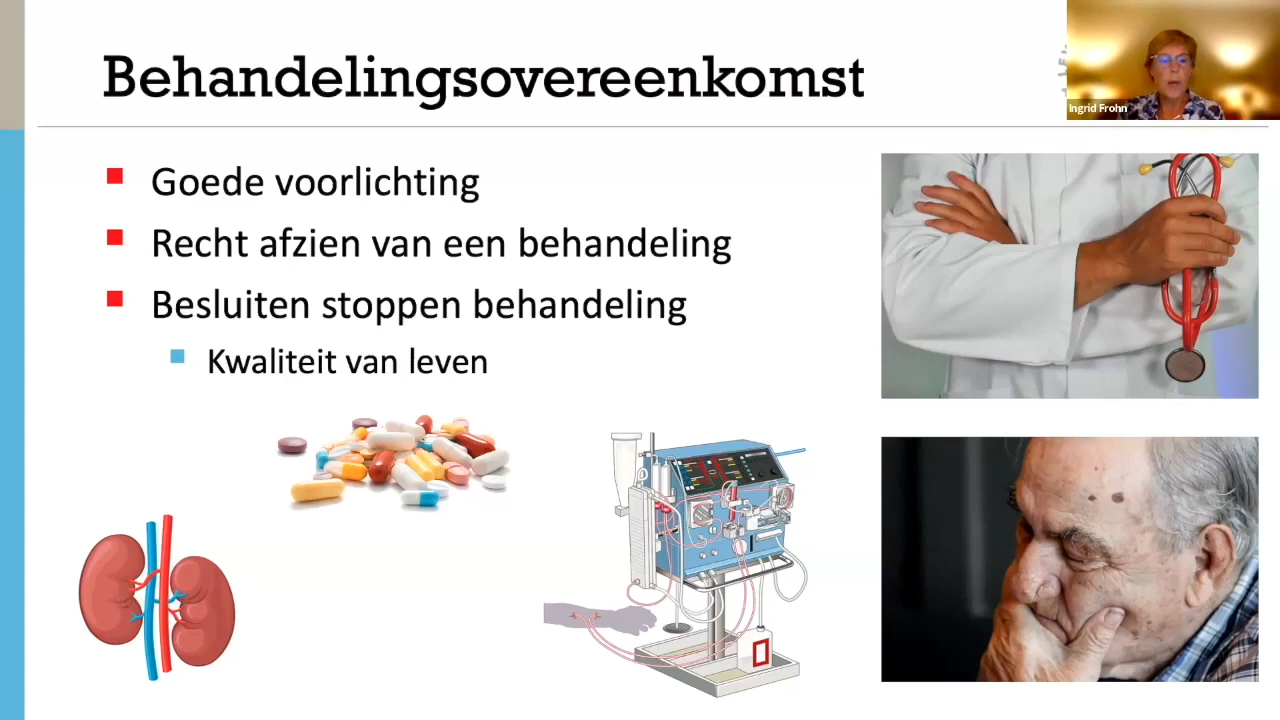 Behandelingsovereenkomst
Ingrid Frohn
Goede voorlichting
Recht afzien van een behandeling
Besluiten stoppen behandeling
Kwaliteit van leven